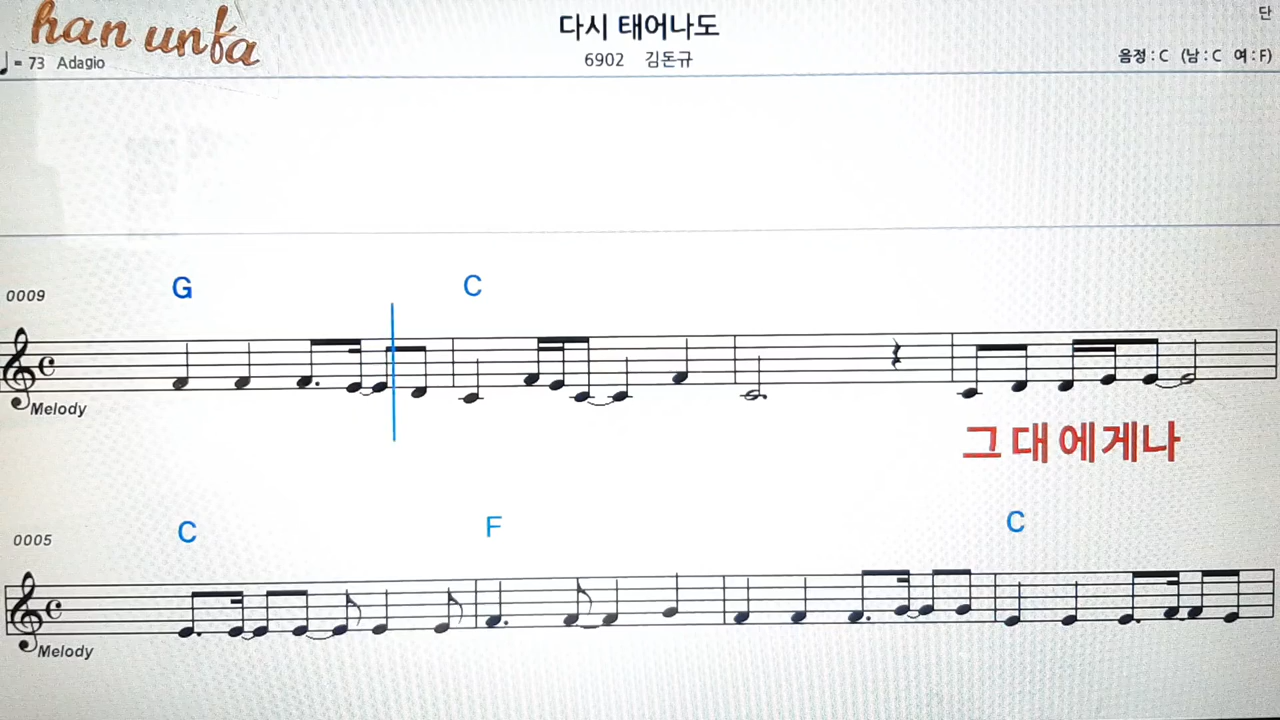 han unfa
다시 태어나도
단
♩ = 73 Adagio
6902 김돈규
음정 : C (남 : C 여 : F)
0009
G C
Melody
그 대 에 게 나
0005
C F C
Melody